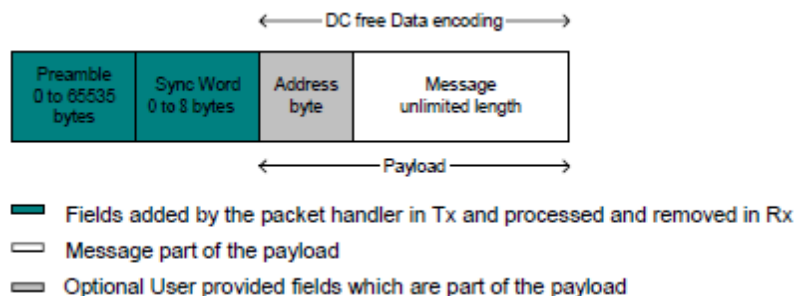 DC free Data encoding
Preamble
0 to 65535
bytes
Sync Word
0 to 8 bytes
Address
byte
Message
unlimited length
Payload
Fields added by the packet handler in Tx and processed and removed in Rx
Message part of the payload
Optional User provided fields which are part of the payload